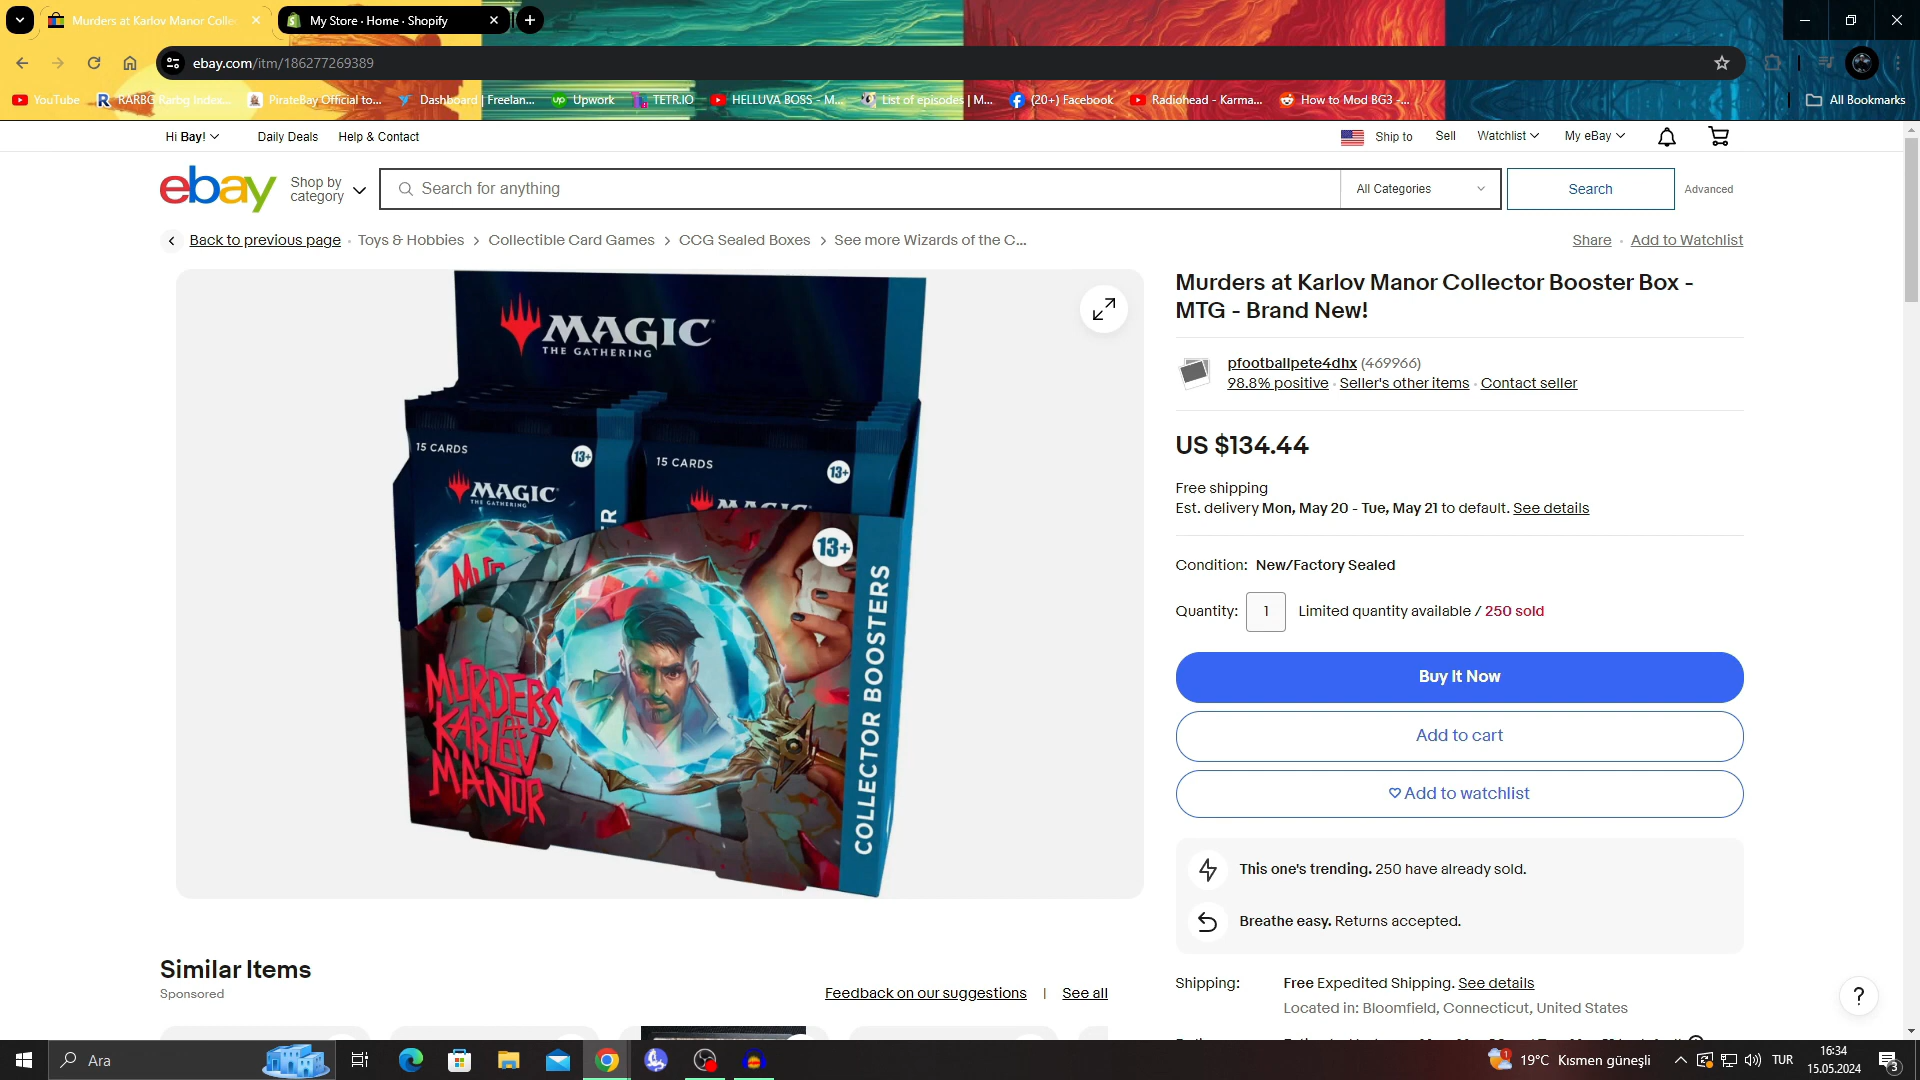 Murders at Karlov Manor Colle
My Store · Home · Shopify
ebay.com/itm/186277269389
YouTube
RARBG Rarbg Index...
PirateBay Official to...
Dashboard | Freelan...
Upwork
TETR.IO
HELLUVA BOSS - M...
List of episodes | M...
(20+) Facebook
Radiohead - Karma...
How to Mod BG3 -...
All Bookmarks
Hi Bay!
Daily Deals
Help & Contact
Ship to
Sell
Watchlist
My eBay
ebay
Shop by
category
Search for anything
All Categories
Search
Advanced
Back to previous page
Toys & Hobbies
Collectible Card Games
CCG Sealed Boxes
See more Wizards of the C...
Share
Add to Watchlist
MAGIC
THE GATHERING
15 CARDS
13+
MAGIC
THE GATHERING
15 CARDS
13+
MAGIC
13+
MURDERS
AT
KARLOV
MANOR
COLLECTOR BOOSTERS
Murders at Karlov Manor Collector Booster Box -
MTG - Brand New!
pfootballpete4dhx (469966)
98.8% positive · Seller's other items · Contact seller
US $134.44
Free shipping
Est. delivery Mon, May 20 - Tue, May 21 to default. See details
Condition: New/Factory Sealed
Quantity: 1 Limited quantity available / 250 sold
Buy It Now
Add to cart
Add to watchlist
This one's trending. 250 have already sold.
Breathe easy. Returns accepted.
Shipping: Free Expedited Shipping. See details
Located in: Bloomfield, Connecticut, United States
Similar Items
Sponsored
Feedback on our suggestions | See all
?
Ara
1
19°C Kısmen güneşli
TUR
16:34
15.05.2024
3